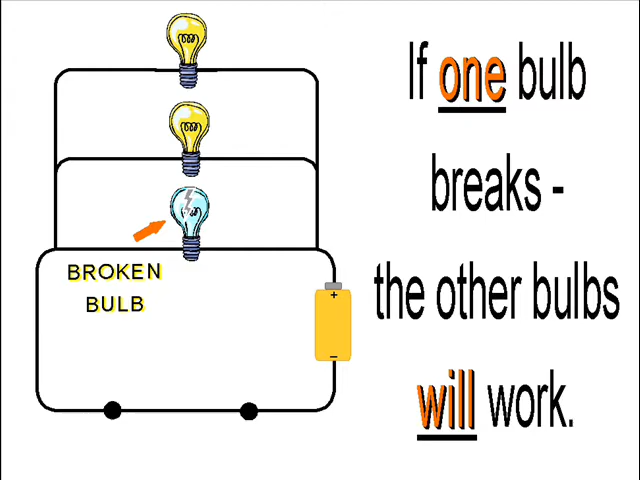 If one bulb
breaks -
the other bulbs
will work.
BROKEN
BULB
+
–